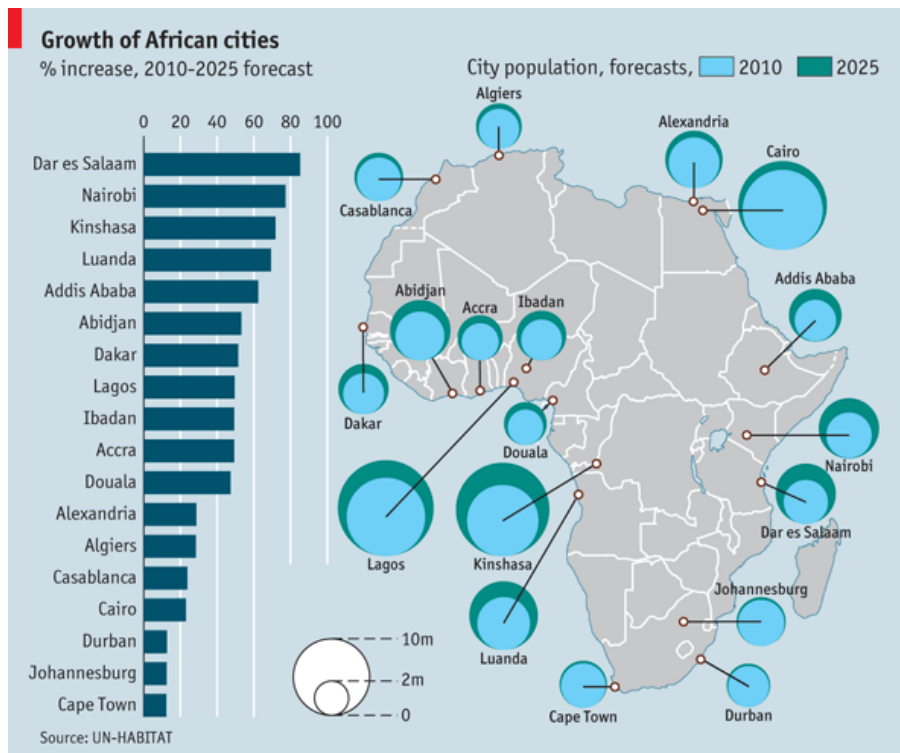 Growth of African cities
% increase, 2010-2025 forecast
City population, forecasts, 2010 2025
0 20 40 60 80 100
Dar es Salaam
Nairobi
Kinshasa
Luanda
Addis Ababa
Abidjan
Dakar
Lagos
Ibadan
Accra
Douala
Alexandria
Algiers
Casablanca
Cairo
Durban
Johannesburg
Cape Town
Algiers
Alexandria
Cairo
Casablanca
Addis Ababa
Abidjan
Accra
Ibadan
Dakar
Douala
Nairobi
Dar es Salaam
Lagos
Kinshasa
Johannesburg
Luanda
Cape Town
Durban
10m
2m
0
Source: UN-HABITAT